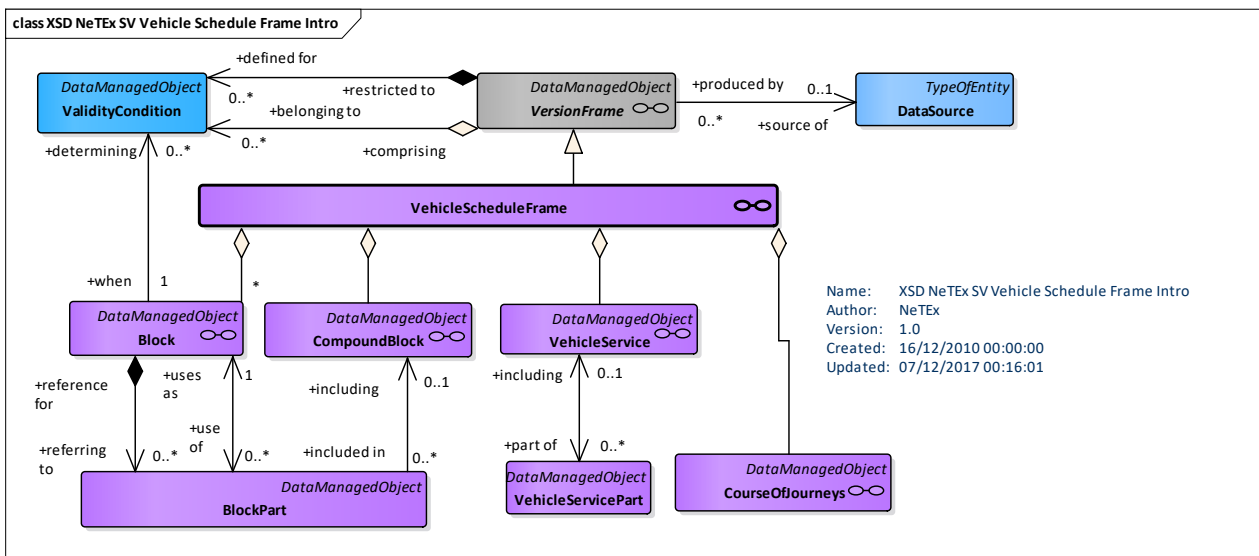 class XSD NeTEx SV Vehicle Schedule Frame Intro
DataManagedObject
ValidityCondition
+defined for
0..*
+restricted to
+belonging to
0..*
+comprising
DataManagedObject
VersionFrame
+produced by
0..1
0..*
+source of
TypeOfEntity
DataSource
+determining
0..*
VehicleScheduleFrame
+when
1
*
DataManagedObject
Block
DataManagedObject
CompoundBlock
DataManagedObject
VehicleService
Name: XSD NeTEx SV Vehicle Schedule Frame Intro
Author: NeTEx
Version: 1.0
Created: 16/12/2010 00:00:00
Updated: 07/12/2017 00:16:01
+reference
for
+uses
as
1
+including
0..1
+including
0..1
+referring
to
0..*
+use
of
0..*
+included in
0..*
+part of
0..*
DataManagedObject
BlockPart
DataManagedObject
VehicleServicePart
DataManagedObject
CourseOfJourneys